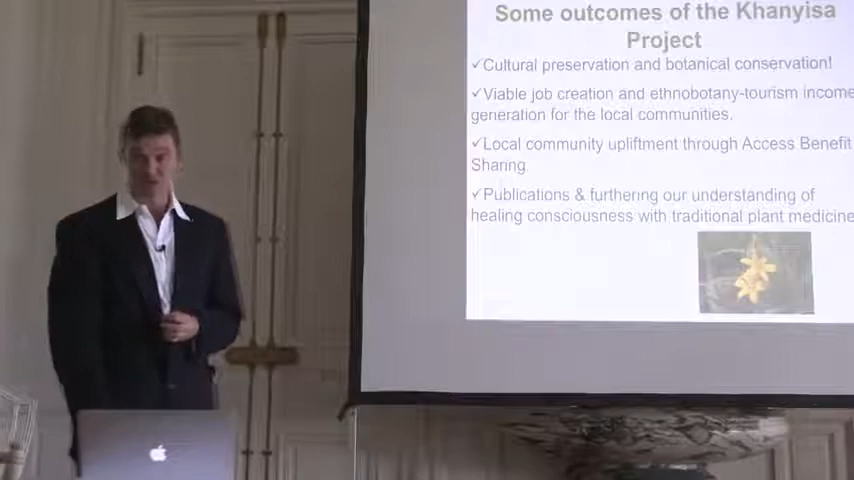 Some outcomes of the Khanyisa
Project
✓Cultural preservation and botanical conservation!
✓Viable job creation and ethnobotany-tourism income
generation for the local communities.
✓Local community upliftment through Access Benefit
Sharing.
✓Publications & furthering our understanding of
healing consciousness with traditional plant medicine